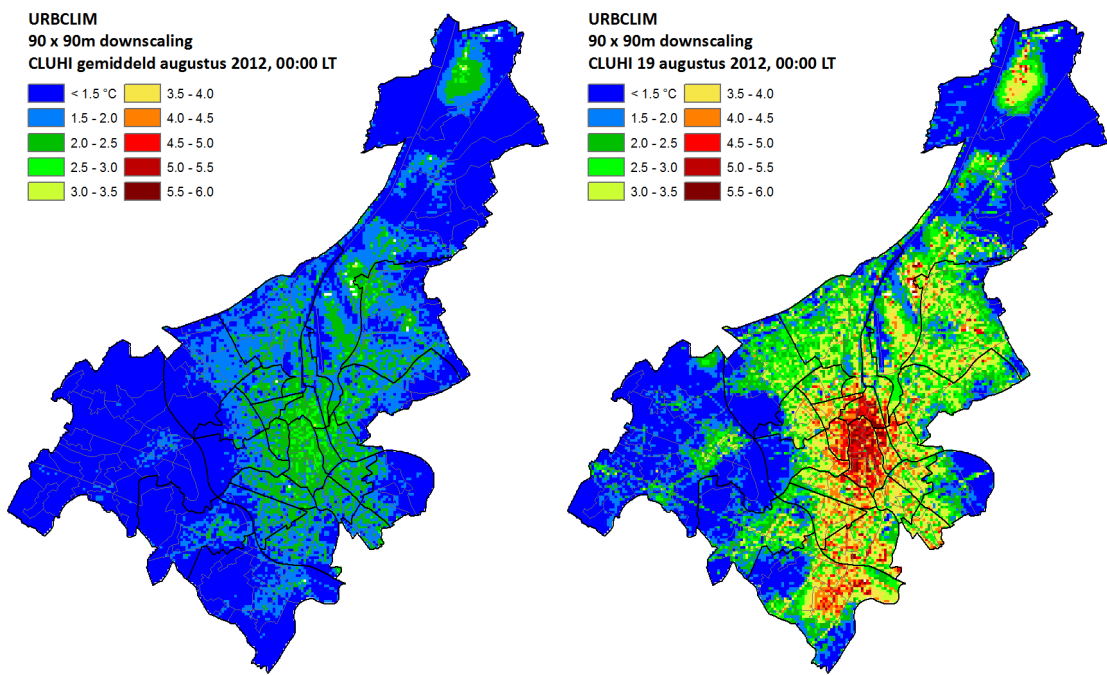 URBCLIM
90 x 90m downscaling
CLUHI gemiddeld augustus 2012, 00:00 LT
< 1.5 °C 3.5 - 4.0
1.5 - 2.0 4.0 - 4.5
2.0 - 2.5 4.5 - 5.0
2.5 - 3.0 5.0 - 5.5
3.0 - 3.5 5.5 - 6.0
URBCLIM
90 x 90m downscaling
CLUHI 19 augustus 2012, 00:00 LT
< 1.5 °C 3.5 - 4.0
1.5 - 2.0 4.0 - 4.5
2.0 - 2.5 4.5 - 5.0
2.5 - 3.0 5.0 - 5.5
3.0 - 3.5 5.5 - 6.0